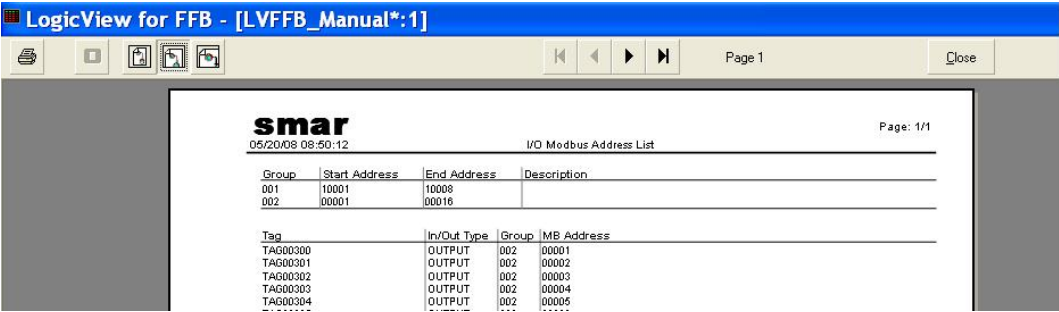 LogicView for FFB - [LVFFB_Manual*:1]
Page 1 Close
smar
Page: 1/1
05/20/08 08:50:12 I/O Modbus Address List
Group Start Address End Address Description
001 10001 10008
002 00001 00016
Tag In/Out Type Group MB Address
TAG00300 OUTPUT 002 00001
TAG00301 OUTPUT 002 00002
TAG00302 OUTPUT 002 00003
TAG00303 OUTPUT 002 00004
TAG00304 OUTPUT 002 00005